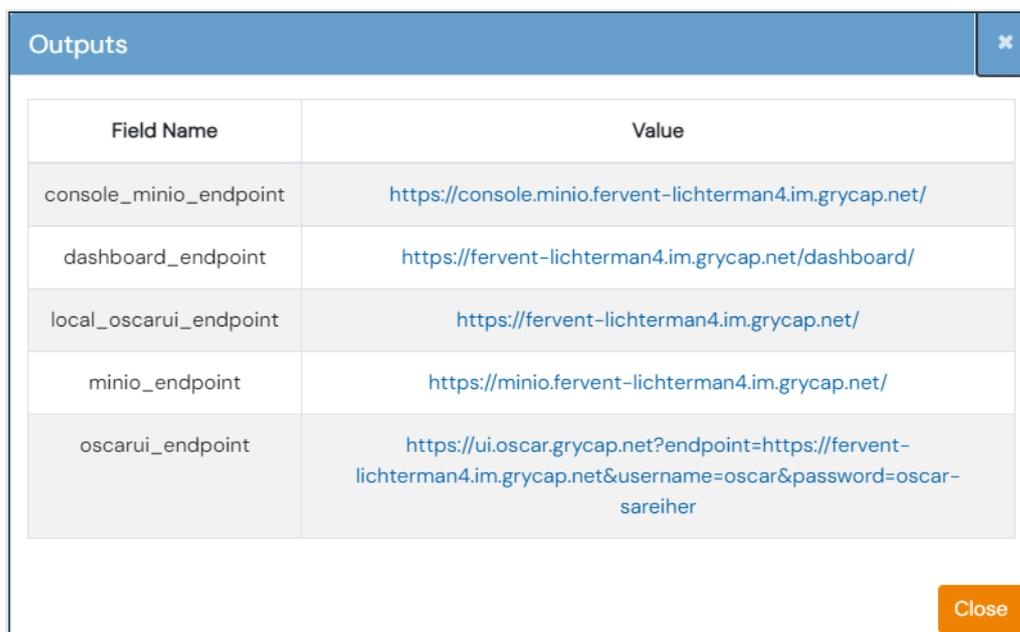 Outputs
✖
Field Name Value
console_minio_endpoint https://console.minio.fervent-lichterman4.im.grycap.net/
dashboard_endpoint https://fervent-lichterman4.im.grycap.net/dashboard/
local_oscarui_endpoint https://fervent-lichterman4.im.grycap.net/
minio_endpoint https://minio.fervent-lichterman4.im.grycap.net/
oscarui_endpoint https://ui.oscar.grycap.net?endpoint=https://fervent-
lichterman4.im.grycap.net&username=oscar&password=oscar-
sareiher
Close